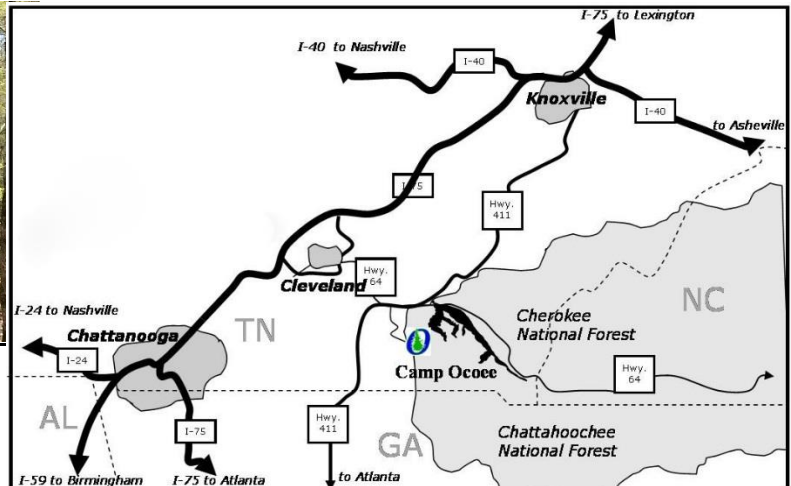 I-75 to Lexington
I-40 to Nashville
I-40
Knoxville
I-40
to Asheville
I-75
Hwy.
411
Cleveland
Hwy.
64
NC
I-24 to Nashville
Chattanooga
TN
Cherokee
National Forest
I-24
Camp Ocoee
Hwy.
64
AL
I-75
Hwy.
411
GA
Chattahoochee
National Forest
I-59 to Birmingham
I-75 to Atlanta
to Atlanta